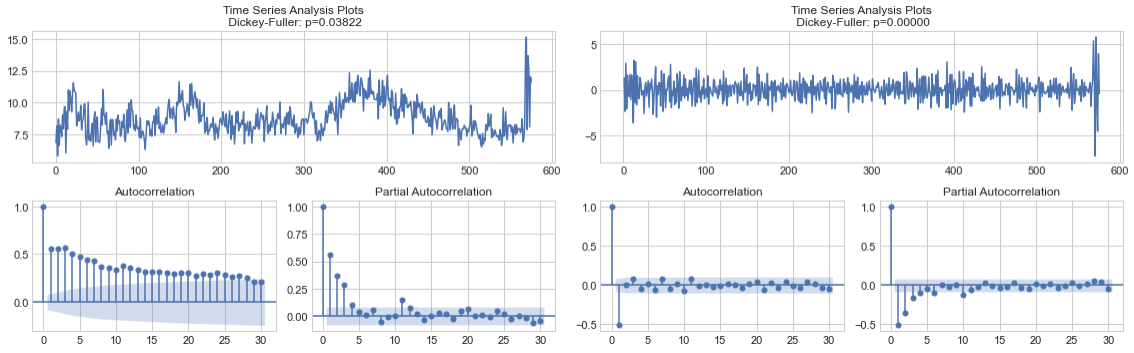 Time Series Analysis Plots
Dickey-Fuller: p=0.03822
15.0
12.5
10.0
7.5
0 100 200 300 400 500 600
Autocorrelation
1.0
0.5
0.0
0 5 10 15 20 25 30
Partial Autocorrelation
1.00
0.75
0.50
0.25
0.00
0 5 10 15 20 25 30
Time Series Analysis Plots
Dickey-Fuller: p=0.00000
5
0
−5
0 100 200 300 400 500 600
Autocorrelation
1.0
0.5
0.0
−0.5
0 5 10 15 20 25 30
Partial Autocorrelation
1.0
0.5
0.0
−0.5
0 5 10 15 20 25 30